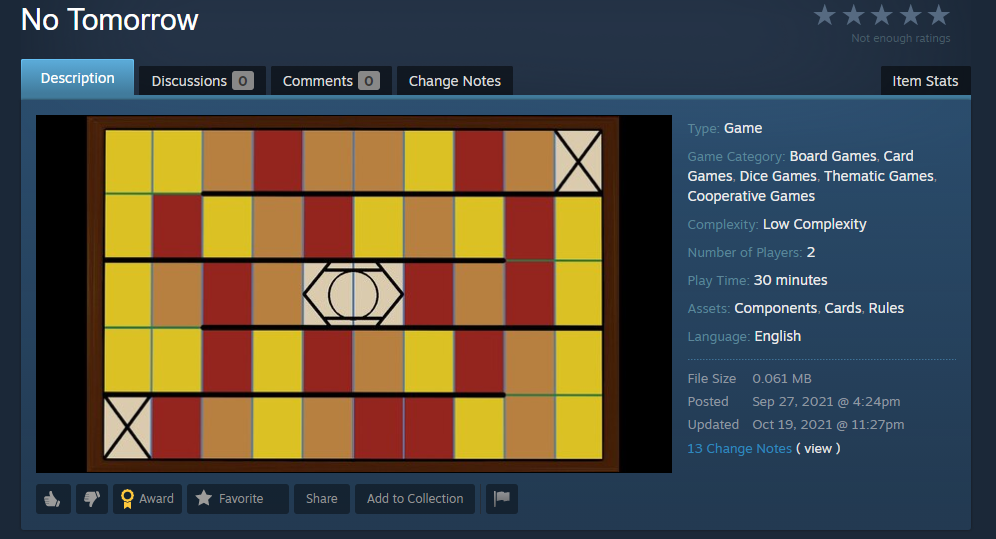 No Tomorrow
Not enough ratings
Description
Discussions 0
Comments 0
Change Notes
Item Stats
Type: Game
Game Category: Board Games, Card
Games, Dice Games, Thematic Games,
Cooperative Games
Complexity: Low Complexity
Number of Players: 2
Play Time: 30 minutes
Assets: Components, Cards, Rules
Language: English
File Size 0.061 MB
Posted Sep 27, 2021 @ 4:24pm
Updated Oct 19, 2021 @ 11:27pm
13 Change Notes ( view )
Award
Favorite
Share
Add to Collection